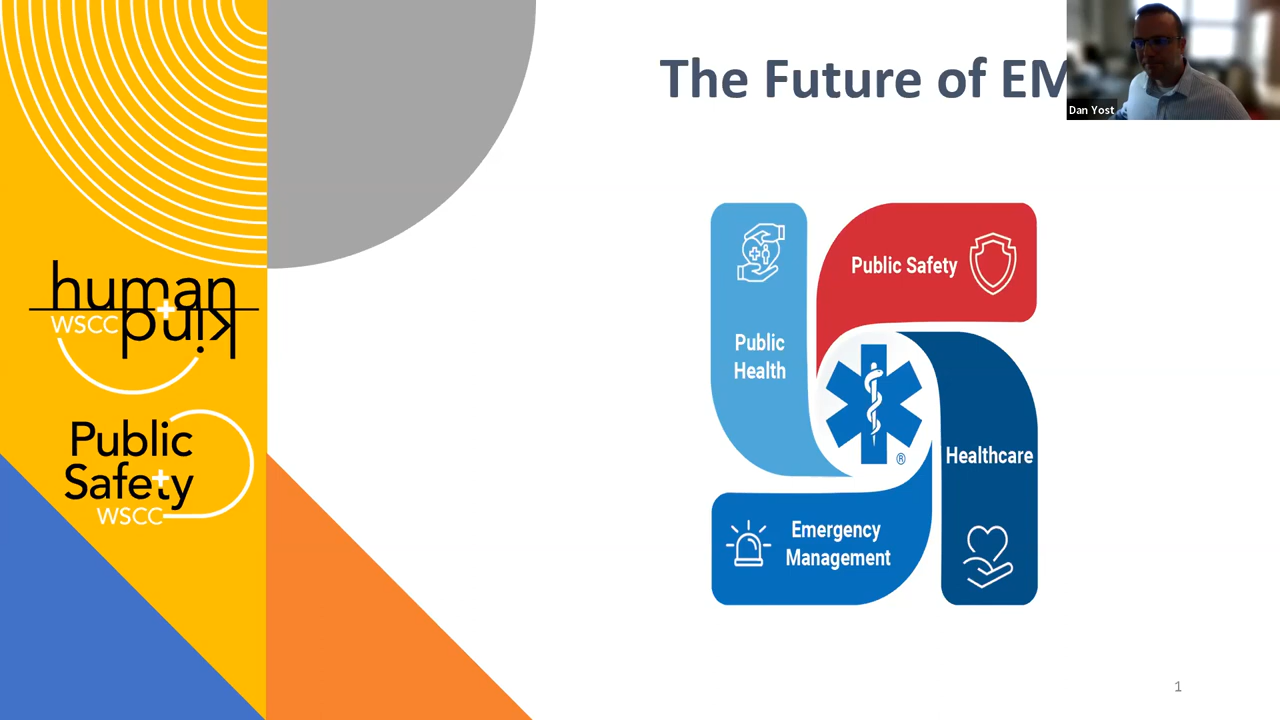 The Future of EM
Dan Yost
human
kind
WSCC
Public
Safety
WSCC
Public
Health
Public Safety
Healthcare
Emergency
Management
®
1